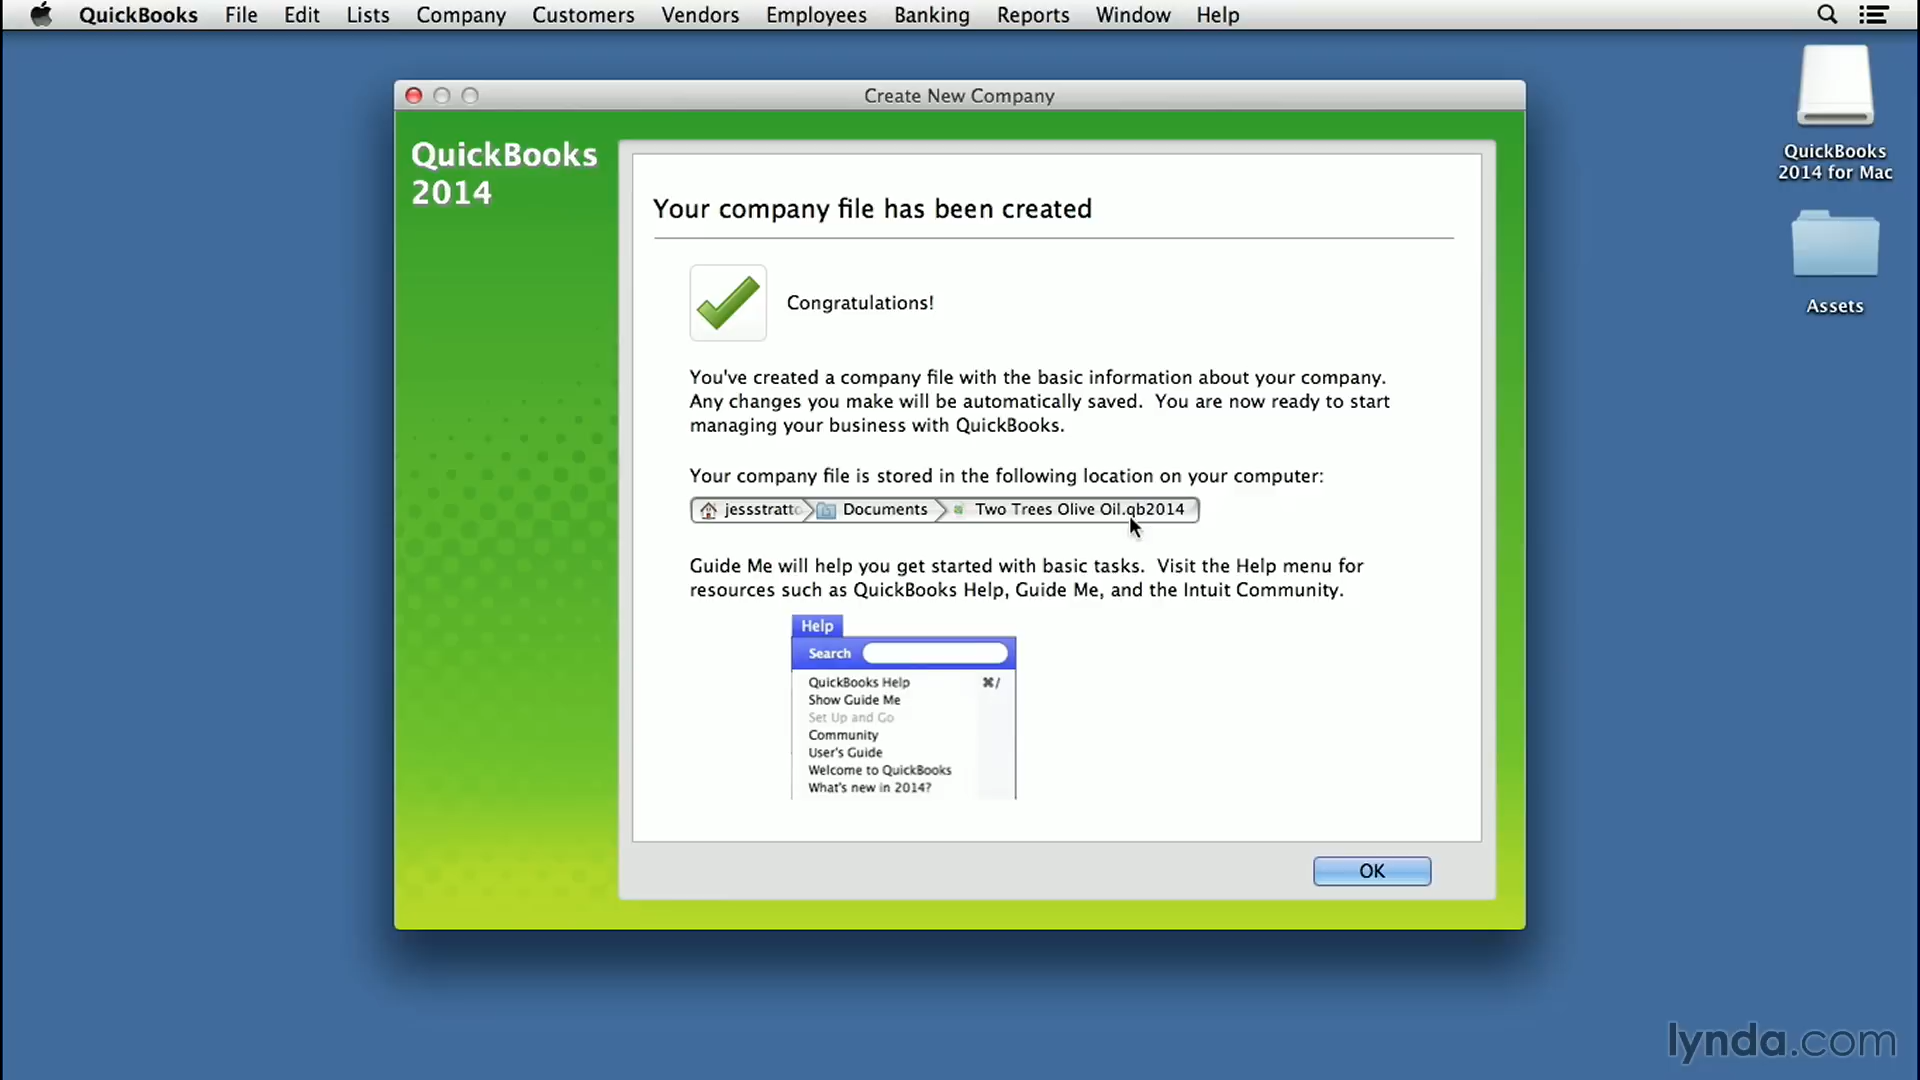 QuickBooks File Edit Lists Company Customers Vendors Employees Banking Reports Window Help
Create New Company
QuickBooks
2014
QuickBooks
2014 for Mac
Assets
Your company file has been created
Congratulations!
You've created a company file with the basic information about your company.
Any changes you make will be automatically saved. You are now ready to start
managing your business with QuickBooks.
Your company file is stored in the following location on your computer:
jessstratto Documents Two Trees Olive Oil.qb2014
Guide Me will help you get started with basic tasks. Visit the Help menu for
resources such as QuickBooks Help, Guide Me, and the Intuit Community.
Help
Search
QuickBooks Help ⌘/
Show Guide Me
Set Up and Go
Community
User's Guide
Welcome to QuickBooks
What's new in 2014?
OK
lynda.com